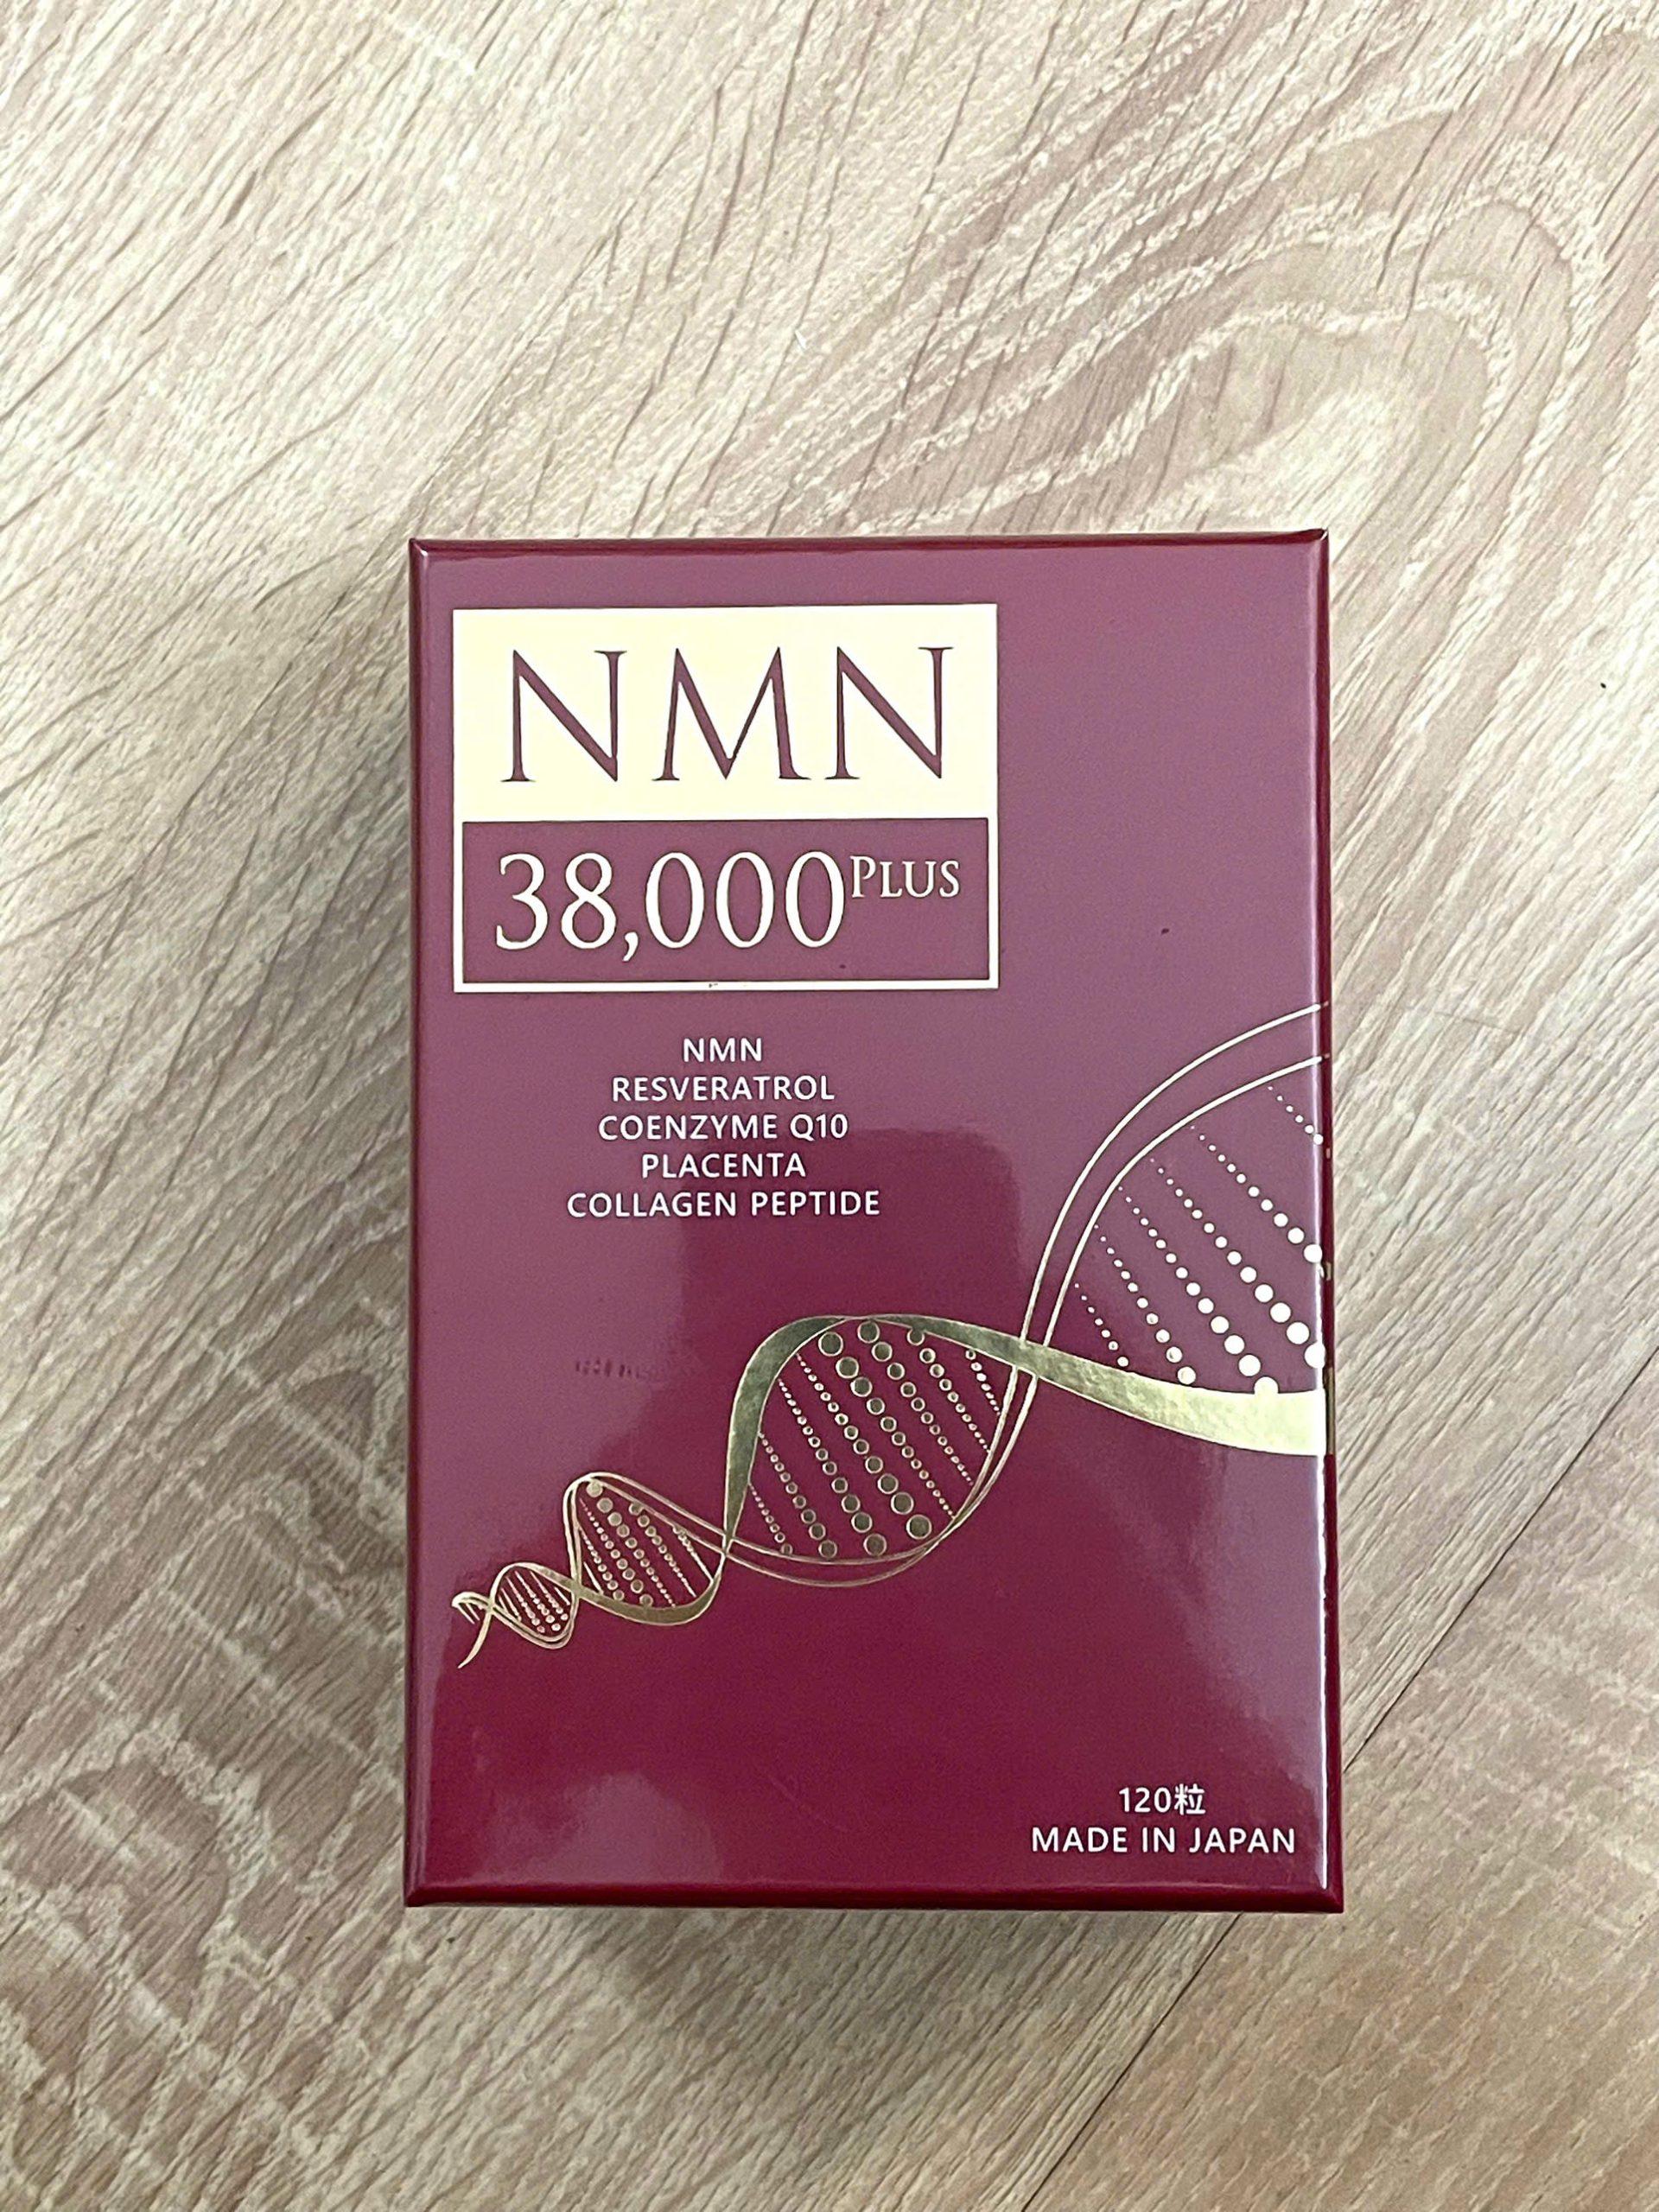 NMN
38,000PLUS
NMN
RESVERATROL
COENZYME Q10
PLACENTA
COLLAGEN PEPTIDE
120粒
MADE IN JAPAN